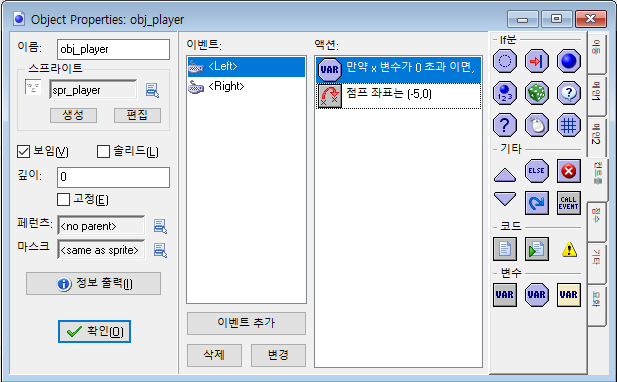 Object Properties: obj_player
이름:
obj_player
스프라이트
spr_player
생성
편집
보임(V)
솔리드(L)
깊이:
0
고정(E)
페런츠:
<no parent>
마스크
<same as sprite>
정보 출력(I)
확인(O)
이벤트:
<Left>
<Right>
이벤트 추가
삭제
변경
액션:
VAR
만약 x 변수가 0 초과 이면,
점프 좌표는 (-5,0)
If문
1 2 3
?
?
기타
ELSE
CALL EVENT
코드
변수
VAR
VAR
VAR
이동
메인1
메인2
컨트롤
점수
기타